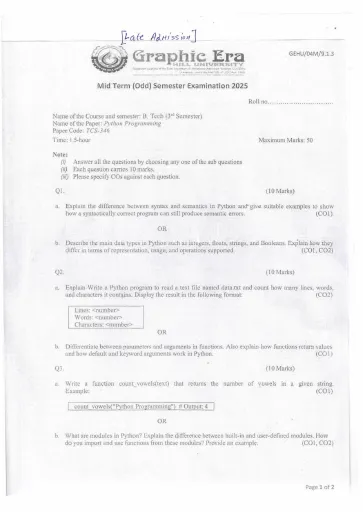 [Late Admission]
GEHU/04M/9.1.3
Graphic Era
HILL UNIVERSITY
Mid Term (Odd) Semester Examination 2025
Roll no
Name of the Course and semester: B. Tech (3rd Semester)
Name of the Paper: Python Programming
Paper Code: TCS-346
Time: 1.5-hour Maximum Marks: 50
Note:
(i) Answer all the questions by choosing any one of the sub questions
(ii) Each question carries 10 marks.
(iii) Please specify COs against each question.
Q1. (10 Marks)
a. Explain the difference between syntax and semantics in Python and give suitable examples to show
how a syntactically correct program can still produce semantic errors. (CO1)
OR
b. Describe the main data types in Python such as integers, floats, strings, and Booleans. Explain how they
differ in terms of representation, range, and operations supported. (CO1, CO2)
Q2. (10 Marks)
a. Explain Write a Python program to read a text file named data.txt and count how many lines, words,
and characters it contains. Display the result in the following format: (CO2)
Lines: <number>
Words: <number>
Characters: <number>
OR
b. Differentiate between parameters and arguments in functions. Also explain how functions return values
and how default and keyword arguments work in Python. (CO1)
Q3. (10 Marks)
a. Write a function count_vowels(text) that returns the number of vowels in a given string.
Example: (CO1)
count_vowels("Python Programming") # Output: 4
OR
b. What are modules in Python? Explain the difference between built-in and user-defined modules. How
do you import and use functions from these modules? Provide an example. (CO1, CO2)
Page 1 of 2